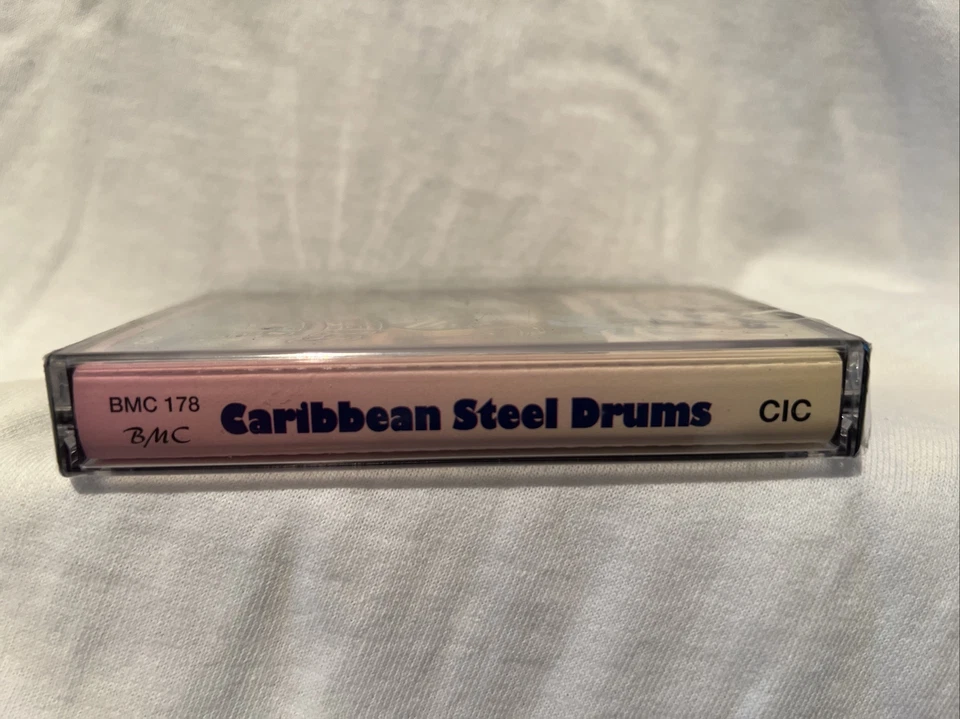 BMC 178
BMC
Caribbean Steel Drums
CIC